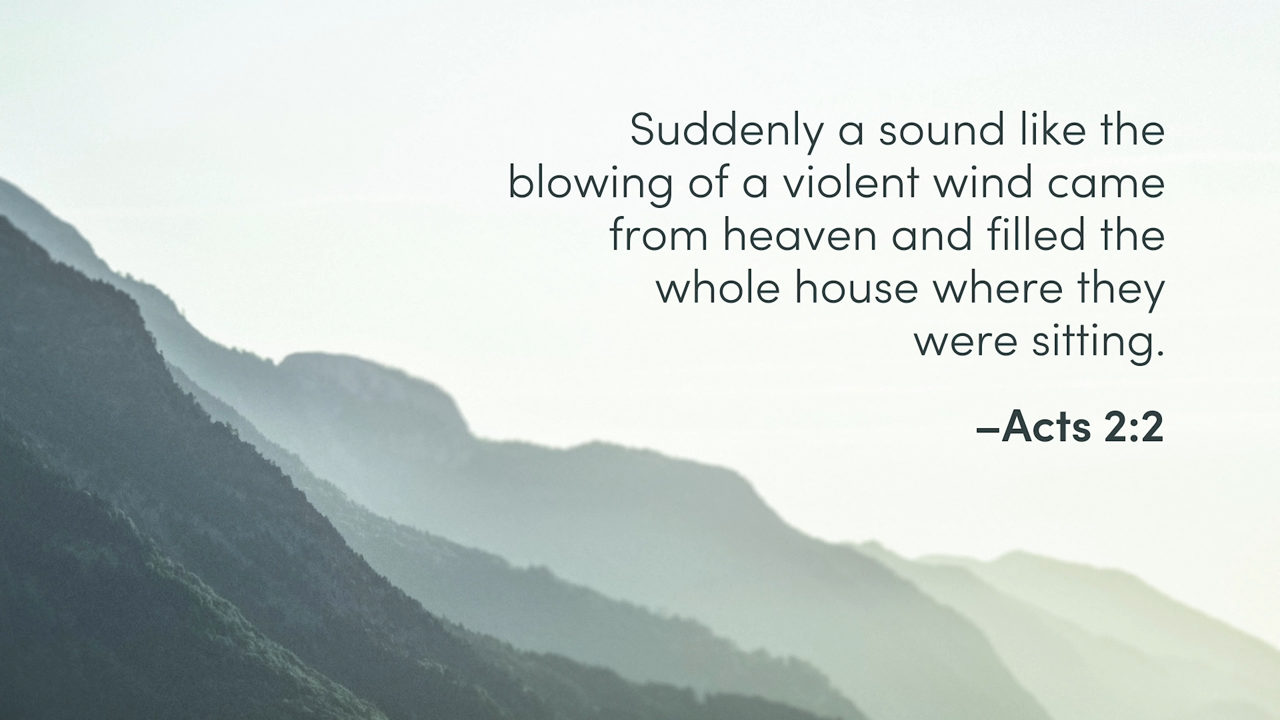 Suddenly a sound like the
blowing of a violent wind came
from heaven and filled the
whole house where they
were sitting.
–Acts 2:2